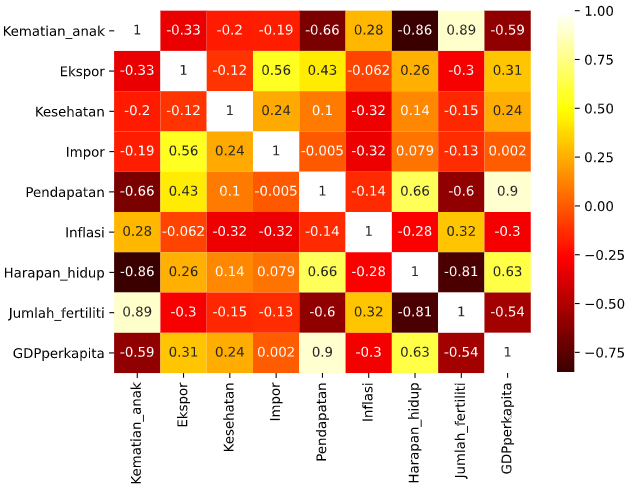 Kematian_anak 1 -0.33 -0.2 -0.19 -0.66 0.28 -0.86 0.89 -0.59
Ekspor -0.33 1 -0.12 0.56 0.43 -0.062 0.26 -0.3 0.31
Kesehatan -0.2 -0.12 1 0.24 0.1 -0.32 0.14 -0.15 0.24
Impor -0.19 0.56 0.24 1 -0.005 -0.32 0.079 -0.13 0.002
Pendapatan -0.66 0.43 0.1 -0.005 1 -0.14 0.66 -0.6 0.9
Inflasi 0.28 -0.062 -0.32 -0.32 -0.14 1 -0.28 0.32 -0.3
Harapan_hidup -0.86 0.26 0.14 0.079 0.66 -0.28 1 -0.81 0.63
Jumlah_fertiliti 0.89 -0.3 -0.15 -0.13 -0.6 0.32 -0.81 1 -0.54
GDPperkapita -0.59 0.31 0.24 0.002 0.9 -0.3 0.63 -0.54 1
Kematian_anak
Ekspor
Kesehatan
Impor
Pendapatan
Inflasi
Harapan_hidup
Jumlah_fertiliti
GDPperkapita
1.00
0.75
0.50
0.25
0.00
−0.25
−0.50
−0.75